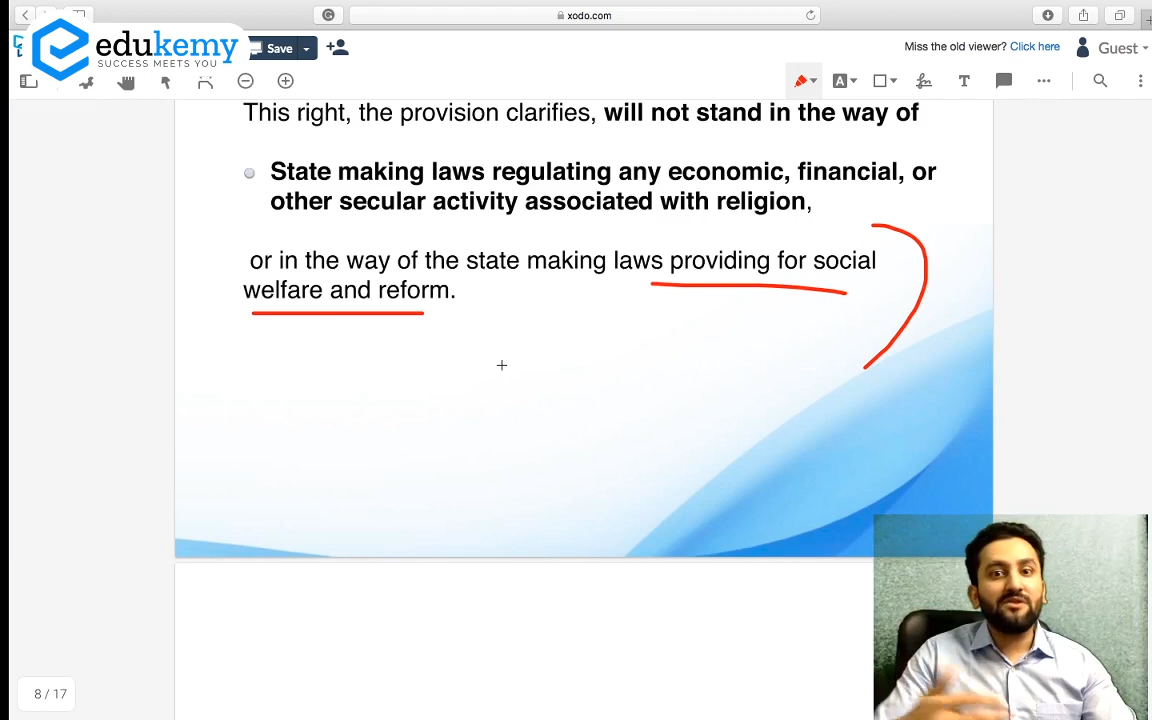 xodo.com
edukemy
SUCCESS MEETS YOU
Save
Miss the old viewer? Click here
Guest
This right, the provision clarifies, will not stand in the way of
State making laws regulating any economic, financial, or
other secular activity associated with religion,
or in the way of the state making laws providing for social
welfare and reform.
8 / 17